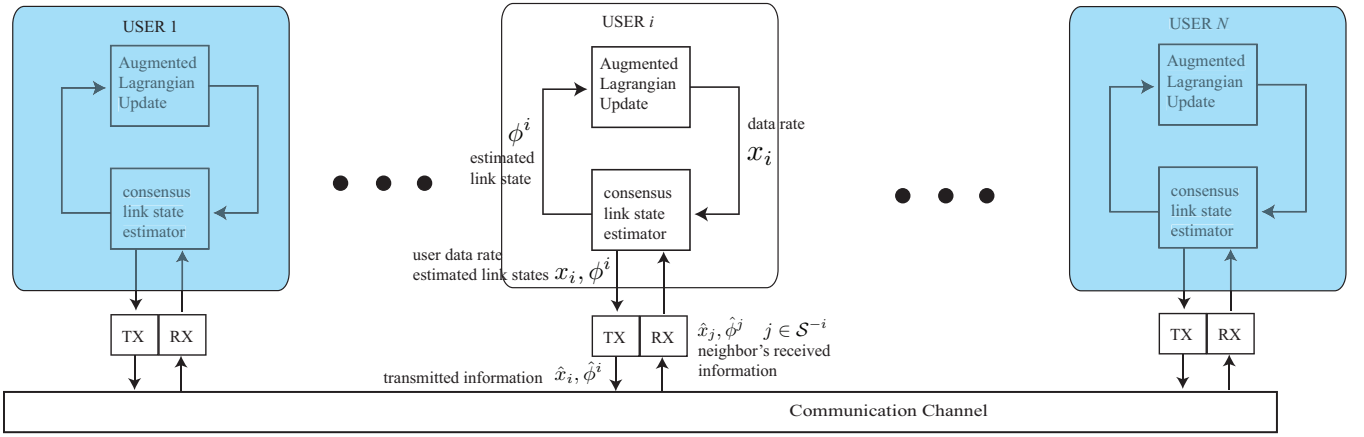 USER 1
Augmented
Lagrangian
Update
consensus
link state
estimator
TX RX
USER i
Augmented
Lagrangian
Update
ϕ^i
estimated
link state
data rate
x_i
consensus
link state
estimator
user data rate
estimated link states x_i, ϕ^i
TX RX
x̂_j, ϕ̂^j j ∈ S^{-i}
neighbor's received
information
transmitted information x̂_i, ϕ̂^i
USER N
Augmented
Lagrangian
Update
consensus
link state
estimator
TX RX
Communication Channel